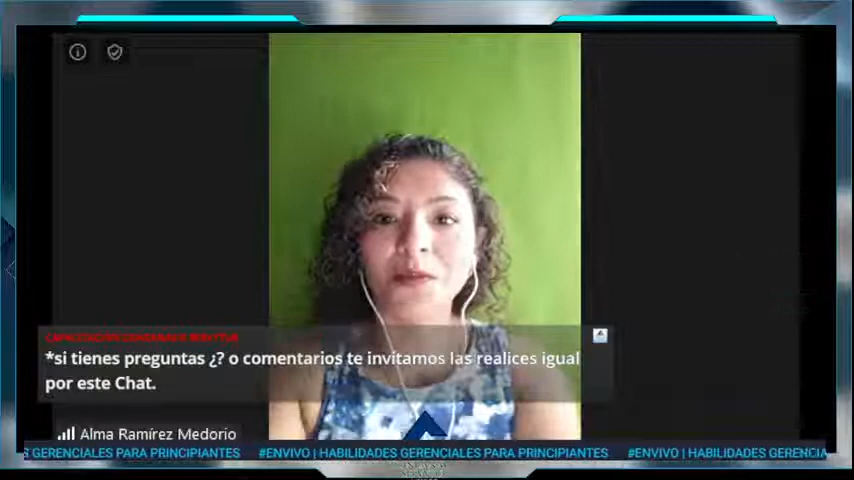 *si tienes preguntas ¿? o comentarios te invitamos las realices igual
por este Chat.
Alma Ramírez Medorio
S GERENCIALES PARA PRINCIPIANTES #ENVIVO | HABILIDADES GERENCIALES PARA PRINCIPIANTES #ENVIVO | HABILIDADES GERENCIA